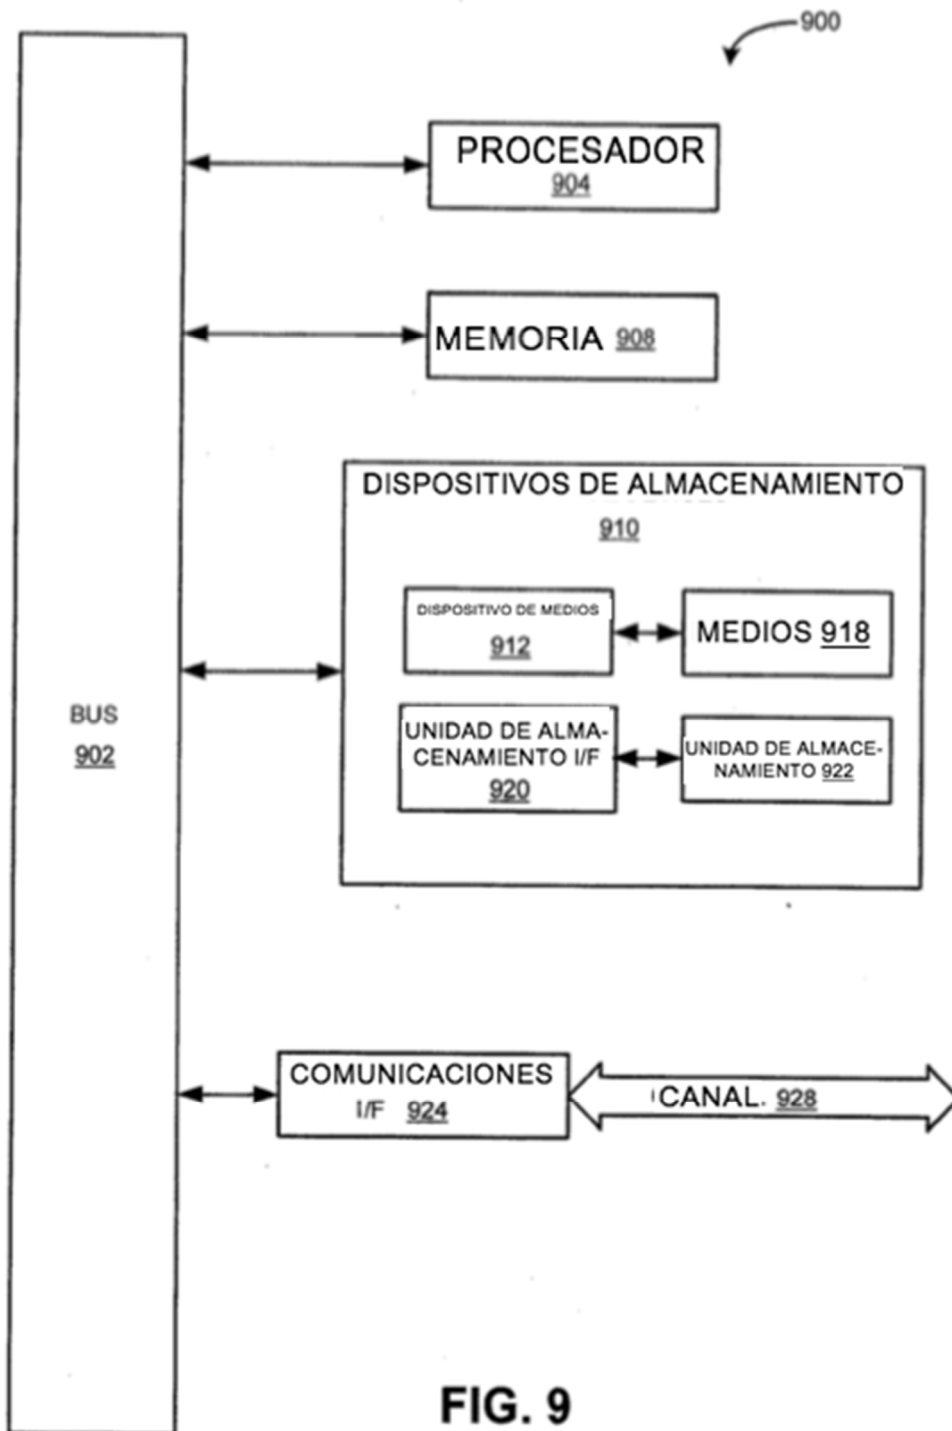 900
PROCESADOR
904
MEMORIA 908
DISPOSITIVOS DE ALMACENAMIENTO
910
DISPOSITIVO DE MEDIOS
912
MEDIOS 918
UNIDAD DE ALMA-
CENAMIENTO I/F
920
UNIDAD DE ALMACE-
NAMIENTO 922
BUS
902
COMUNICACIONES
I/F 924
CANAL. 928
FIG. 9